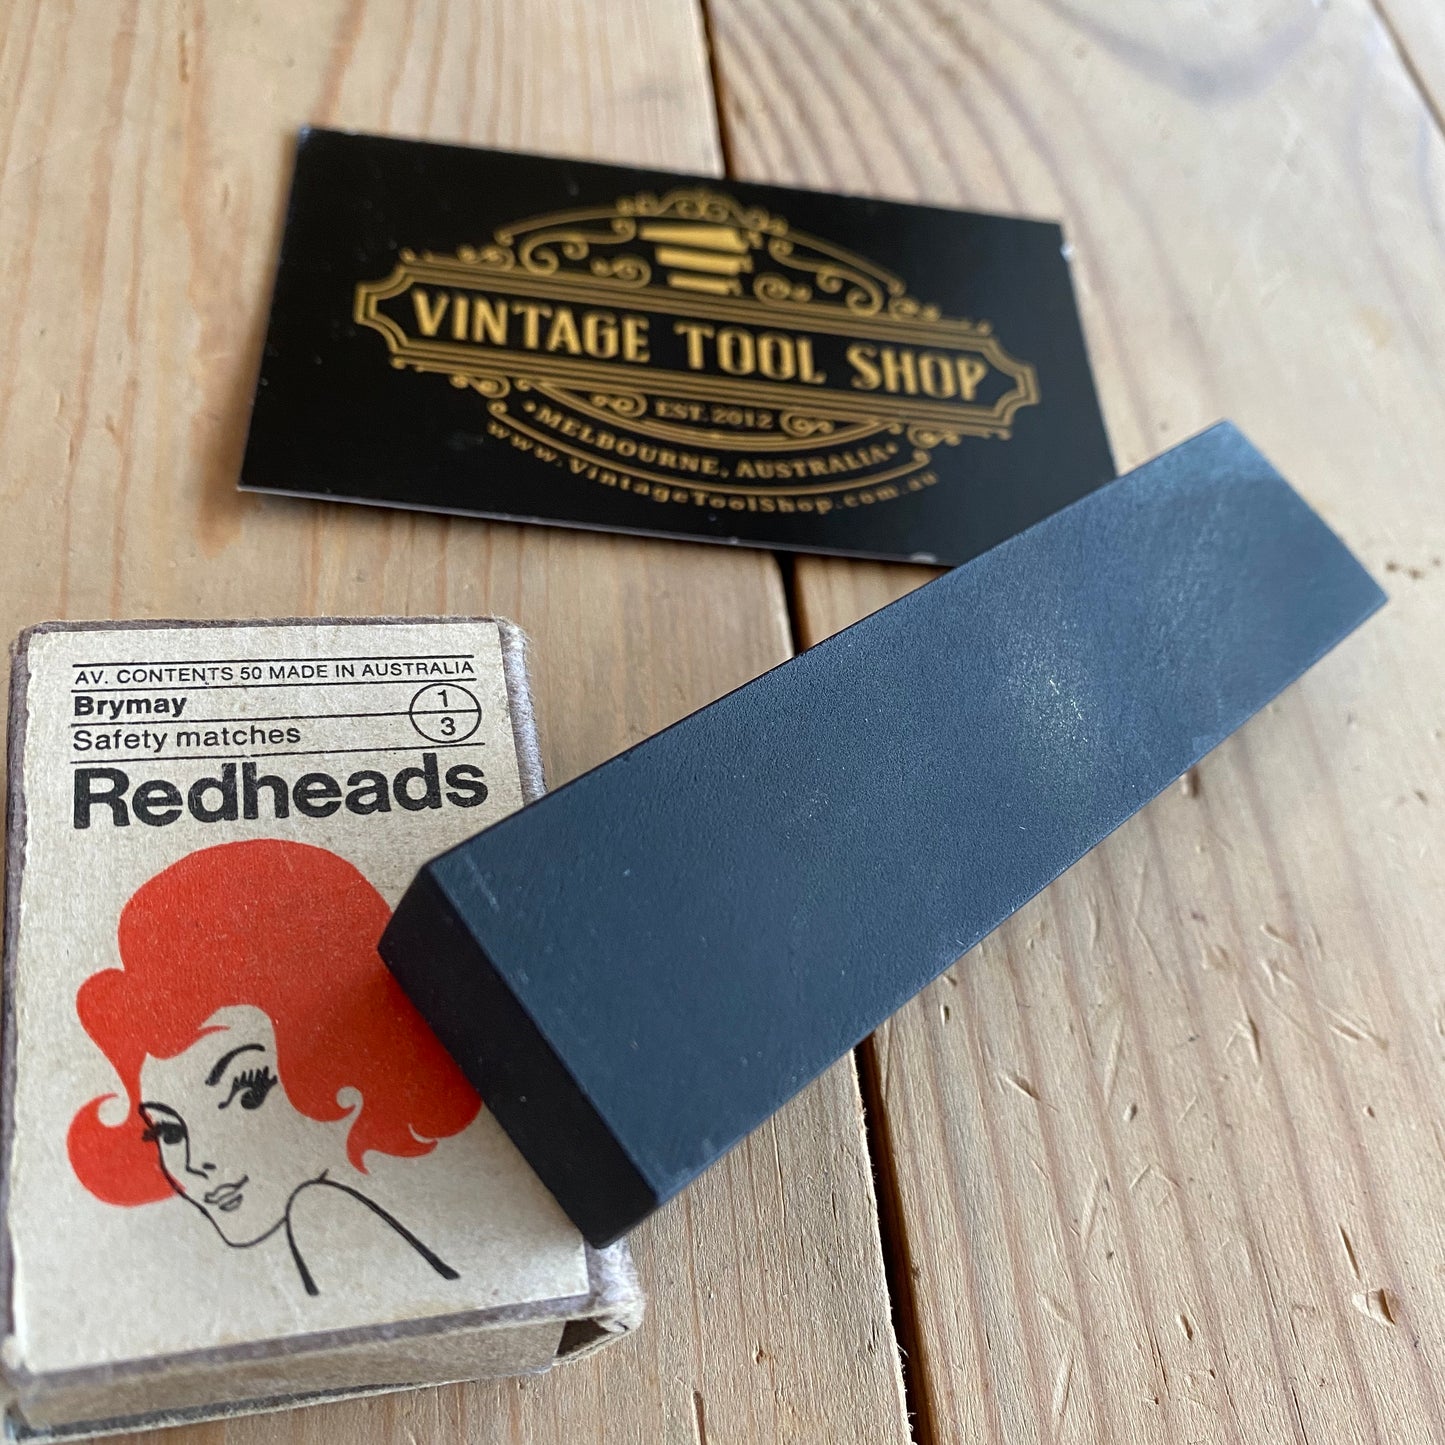 VINTAGE TOOL SHOP
EST. 2012
• MELBOURNE, AUSTRALIA •
www.VintageToolShop.com.au
AV. CONTENTS 50 MADE IN AUSTRALIA
Brymay
1
3
Safety matches
Redheads